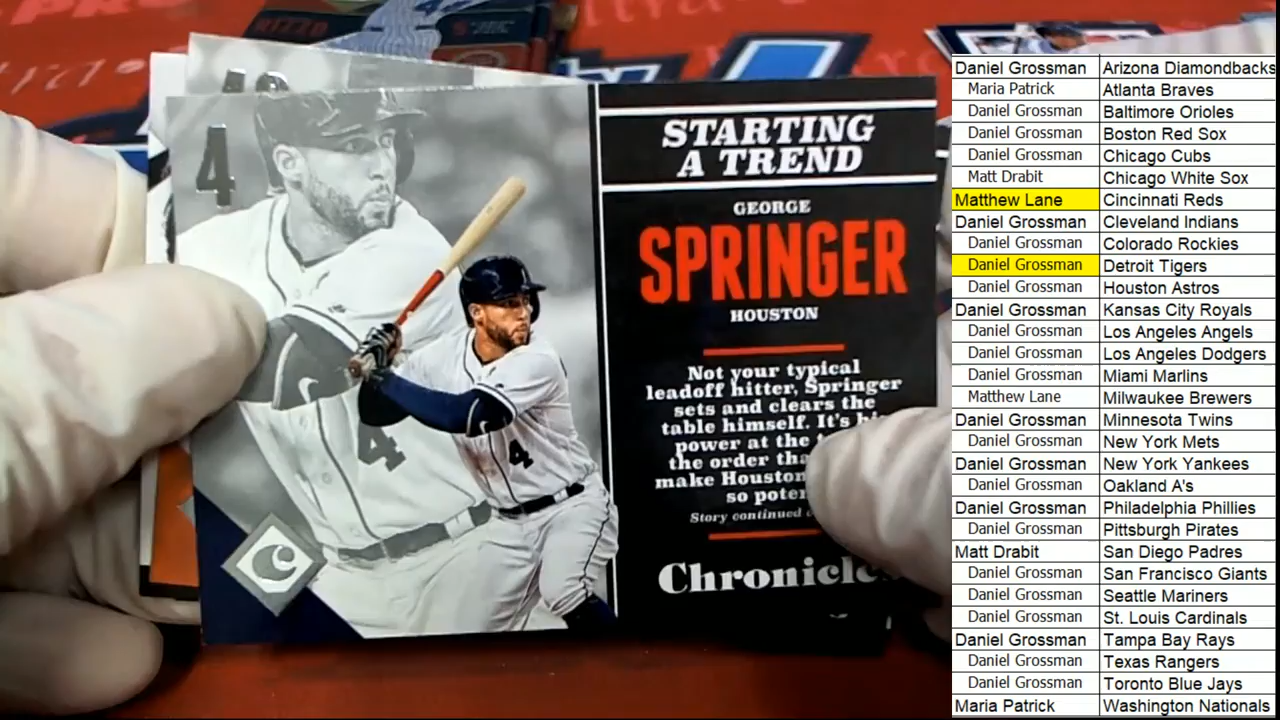 RIZZO
4
STARTING
A TREND
GEORGE
SPRINGER
HOUSTON
Not your typical
leadoff hitter, Springer
sets and clears the
table himself. It's
power at the
the order
make Houston
so
Story continued
4
4
C
Daniel Grossman Arizona Diamondbacks
Maria Patrick Atlanta Braves
Daniel Grossman Baltimore Orioles
Daniel Grossman Boston Red Sox
Daniel Grossman Chicago Cubs
Matt Drabit Chicago White Sox
Matthew Lane Cincinnati Reds
Daniel Grossman Cleveland Indians
Daniel Grossman Colorado Rockies
Daniel Grossman Detroit Tigers
Daniel Grossman Houston Astros
Daniel Grossman Kansas City Royals
Daniel Grossman Los Angeles Angels
Daniel Grossman Los Angeles Dodgers
Daniel Grossman Miami Marlins
Matthew Lane Milwaukee Brewers
Daniel Grossman Minnesota Twins
Daniel Grossman New York Mets
Daniel Grossman New York Yankees
Daniel Grossman Oakland A's
Daniel Grossman Philadelphia Phillies
Daniel Grossman Pittsburgh Pirates
Matt Drabit San Diego Padres
Daniel Grossman San Francisco Giants
Daniel Grossman Seattle Mariners
Daniel Grossman St. Louis Cardinals
Daniel Grossman Tampa Bay Rays
Daniel Grossman Texas Rangers
Daniel Grossman Toronto Blue Jays
Maria Patrick Washington Nationals